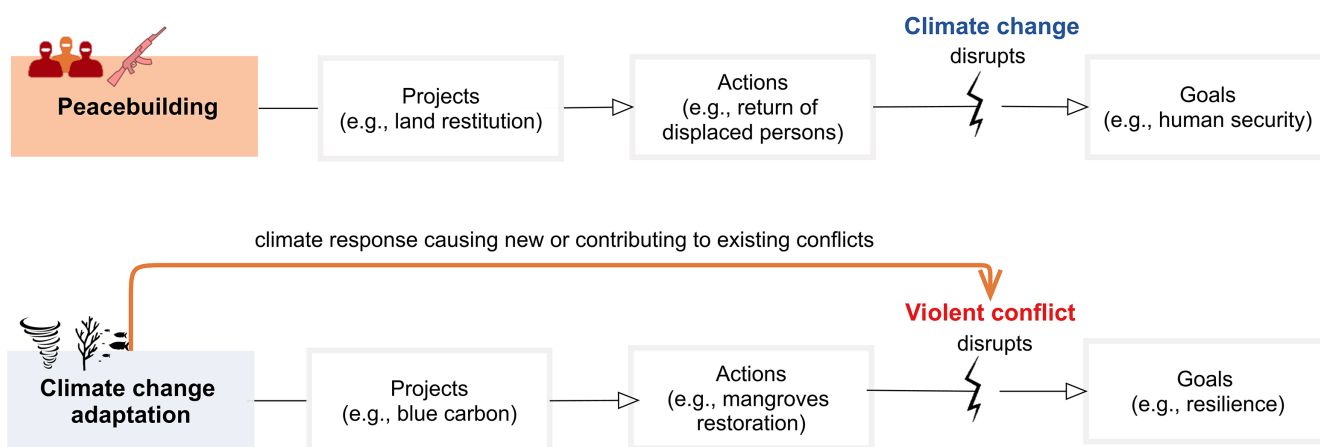 Climate change
disrupts
Peacebuilding
Projects
(e.g., land restitution)
Actions
(e.g., return of
displaced persons)
Goals
(e.g., human security)
climate response causing new or contributing to existing conflicts
Violent conflict
disrupts
Climate change
adaptation
Projects
(e.g., blue carbon)
Actions
(e.g., mangroves
restoration)
Goals
(e.g., resilience)